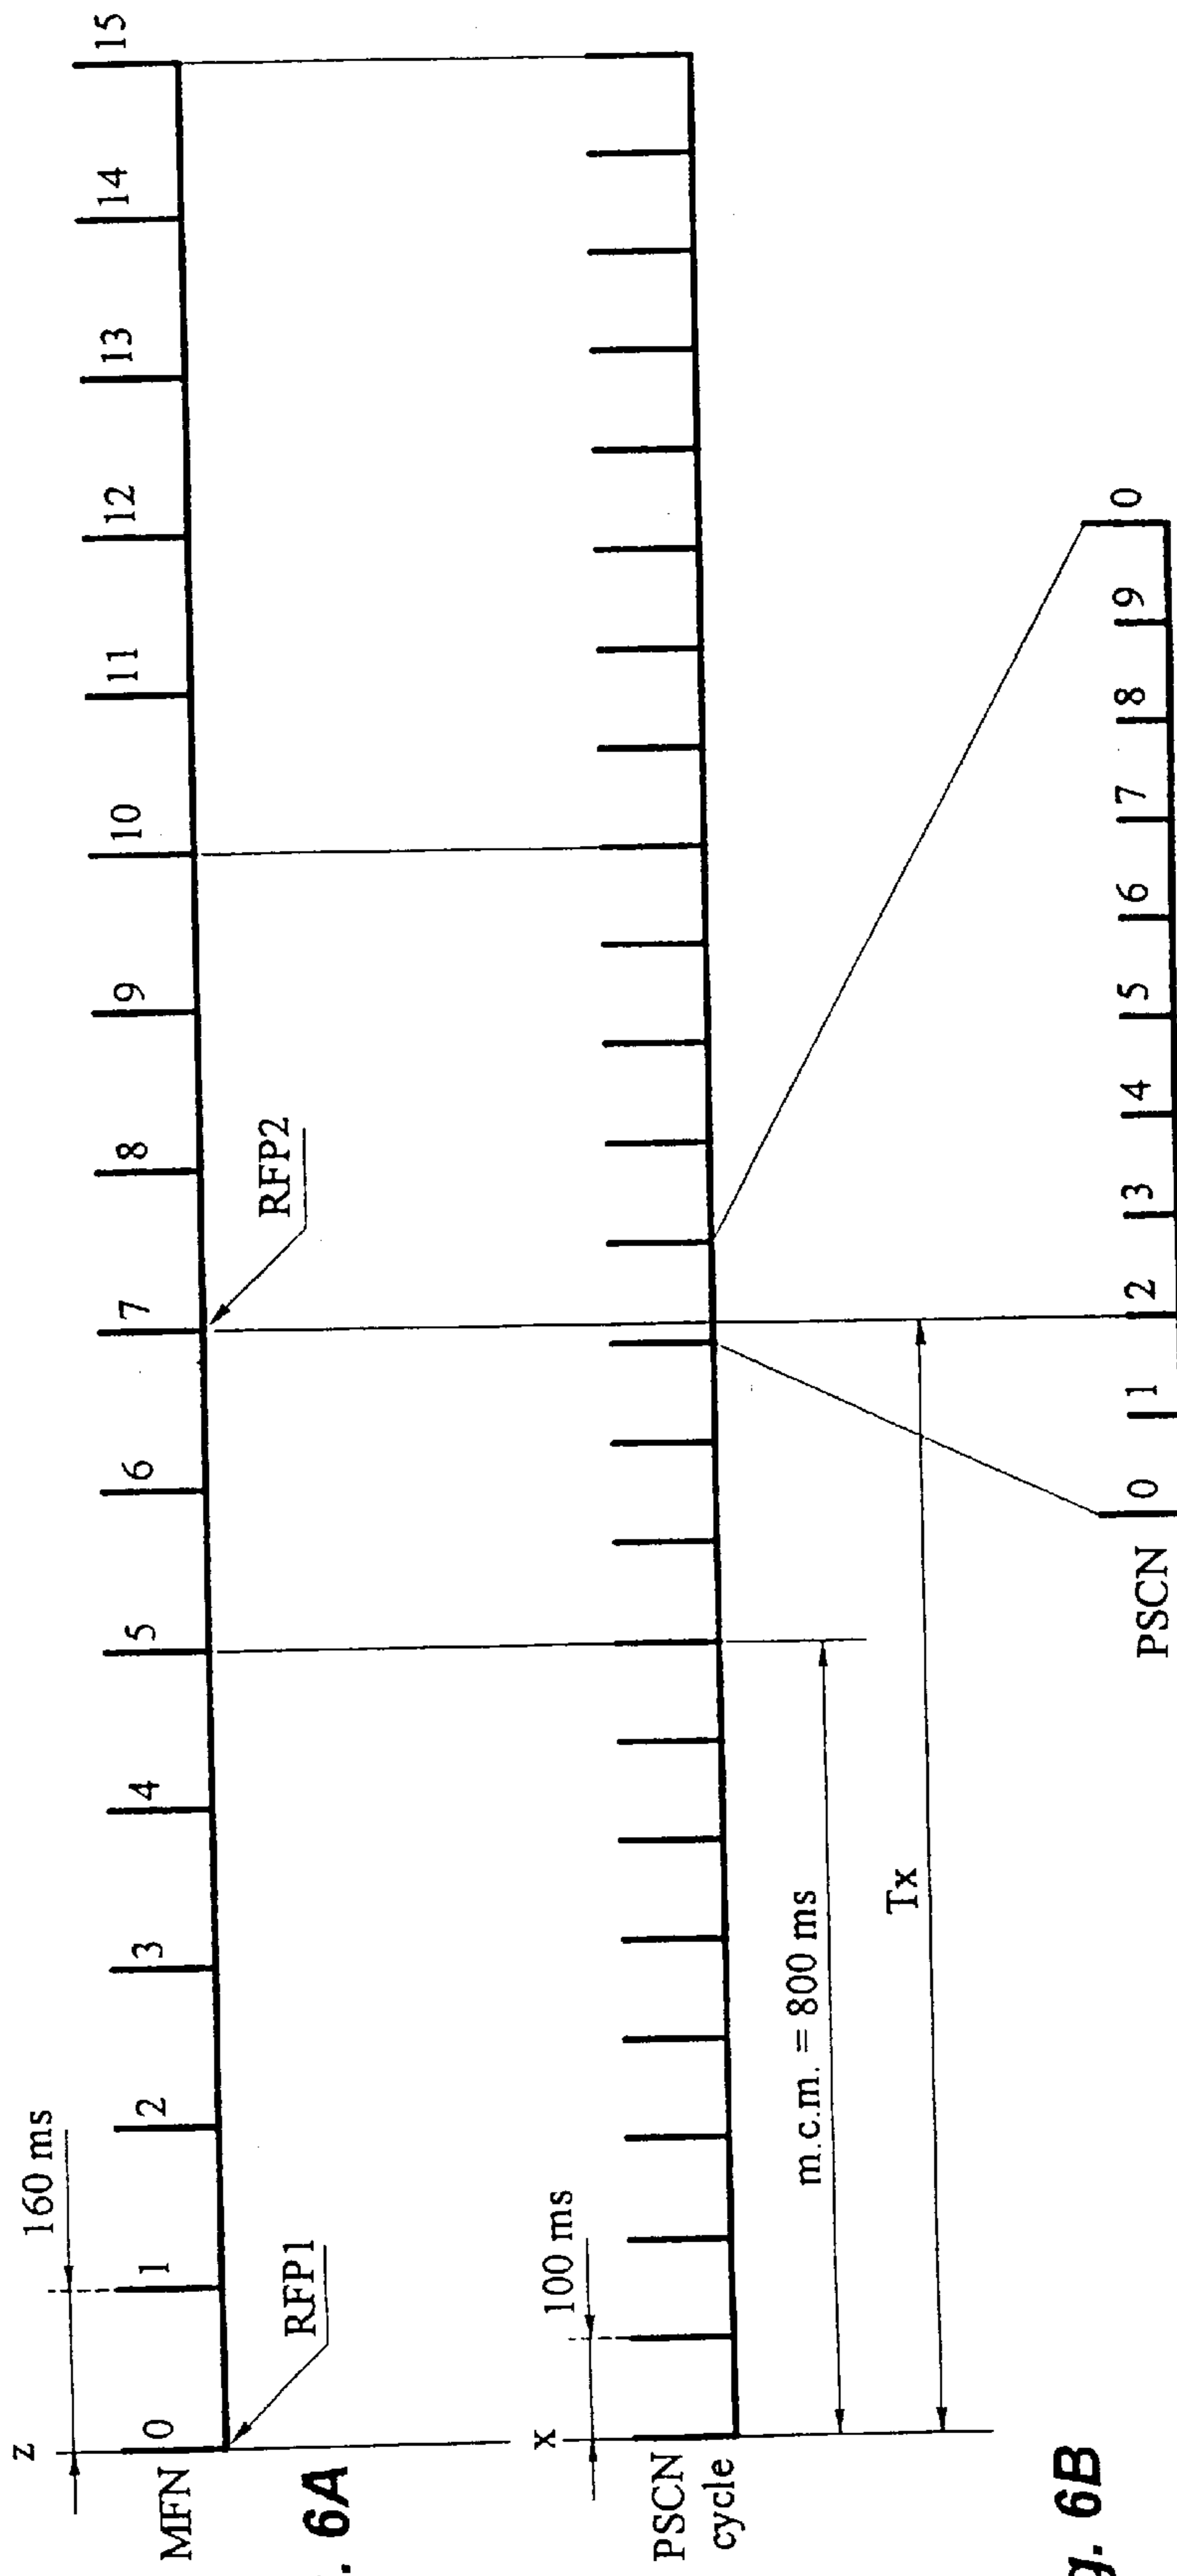 z
160 ms
MFN
0 1 2 3 4 5 6 7 8 9 10 11 12 13 14 15
RFP1
RFP2
. 6A
x
100 ms
PSCN
cycle
m.c.m. = 800 ms
Tx
PSCN
0 1 2 3 4 5 6 7 8 9 0
g. 6B